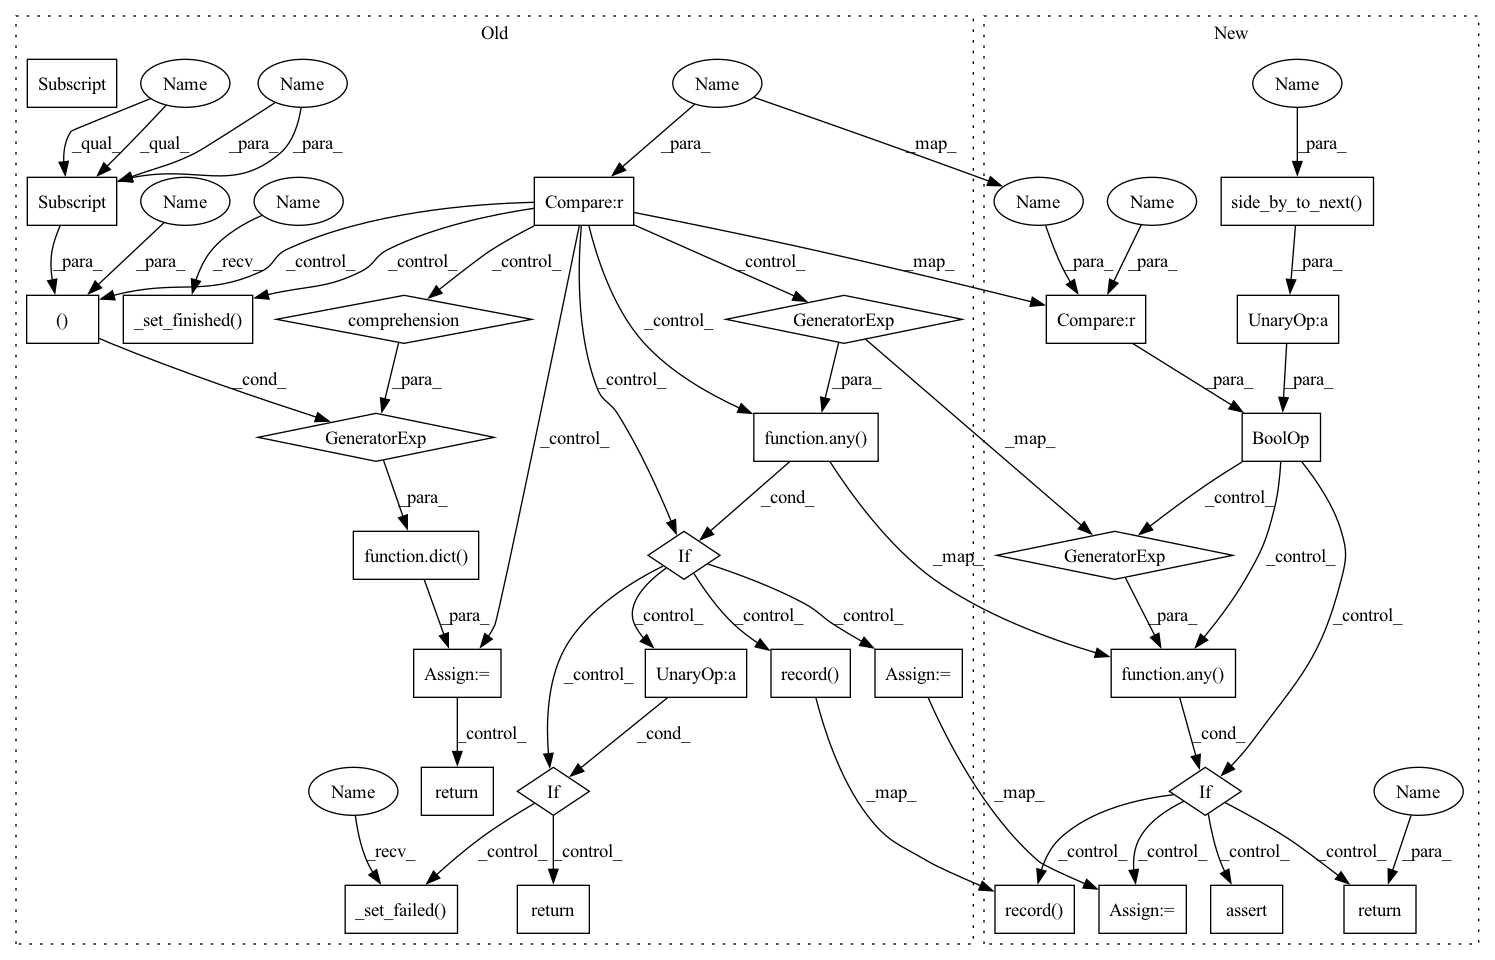 Old
New
Subscript
Name
Name
Name
Name
_qual_
_qual_
_para_
_para_
_para_
_map_
_para_
Subscript
Name
Name
Compare:r
Name
Name
side_by_to_next()
_para_
_para_
_recv_
_control_
_control_
_control_
_control_
_map_
_para_
_para_
_para_
()
_set_finished()
comprehension
GeneratorExp
Compare:r
UnaryOp:a
_control_
_cond_
_para_
_control_
_para_
_para_
_para_
GeneratorExp
function.any()
BoolOp
_control_
_map_
_para_
_cond_
_control
function.dict()
If
GeneratorExp
_map_
_control_
_para_
_control_
_control_
_control_
_para_
_control_
Assign:=
UnaryOp:a
record()
Assign:=
function.any()
_control_
_control_
_cond_
_cond_
return
Name
If
If
Name
_map_
_map_
_recv_
_control_
_control_
_control_
_control_
_control_
_control_
_para_
_set_failed()
return
record()
Assign:=
assert
return